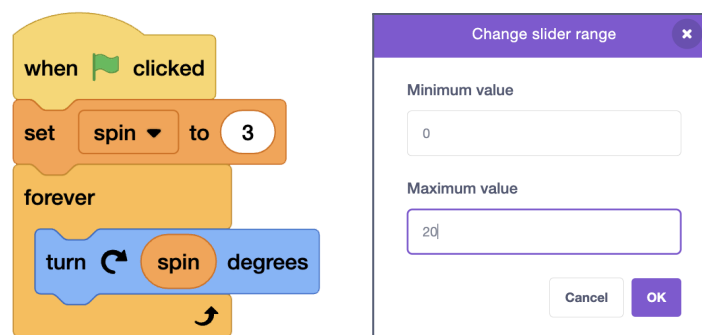 when clicked
set spin to 3
forever
turn spin degrees
Change slider range
Minimum value
0
Maximum value
20
Cancel OK